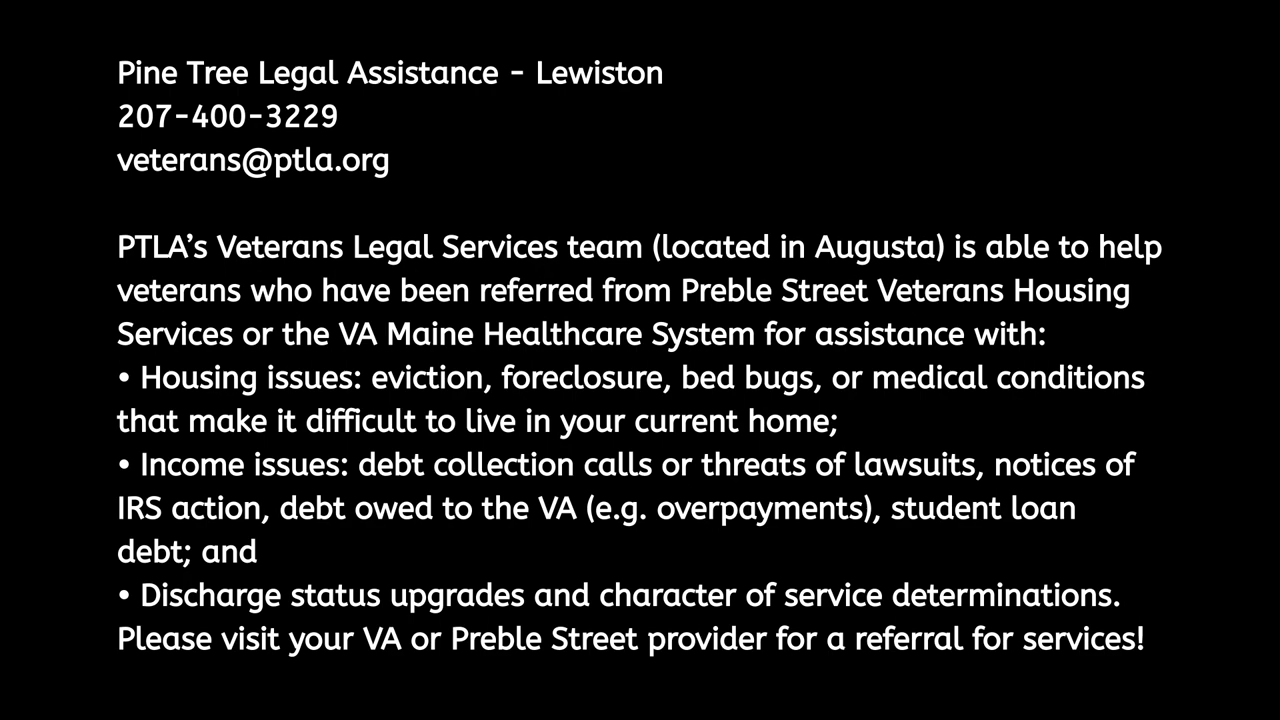 Pine Tree Legal Assistance - Lewiston
207-400-3229
veterans@ptla.org
PTLA’s Veterans Legal Services team (located in Augusta) is able to help
veterans who have been referred from Preble Street Veterans Housing
Services or the VA Maine Healthcare System for assistance with:
• Housing issues: eviction, foreclosure, bed bugs, or medical conditions
that make it difficult to live in your current home;
• Income issues: debt collection calls or threats of lawsuits, notices of
IRS action, debt owed to the VA (e.g. overpayments), student loan
debt; and
• Discharge status upgrades and character of service determinations.
Please visit your VA or Preble Street provider for a referral for services!